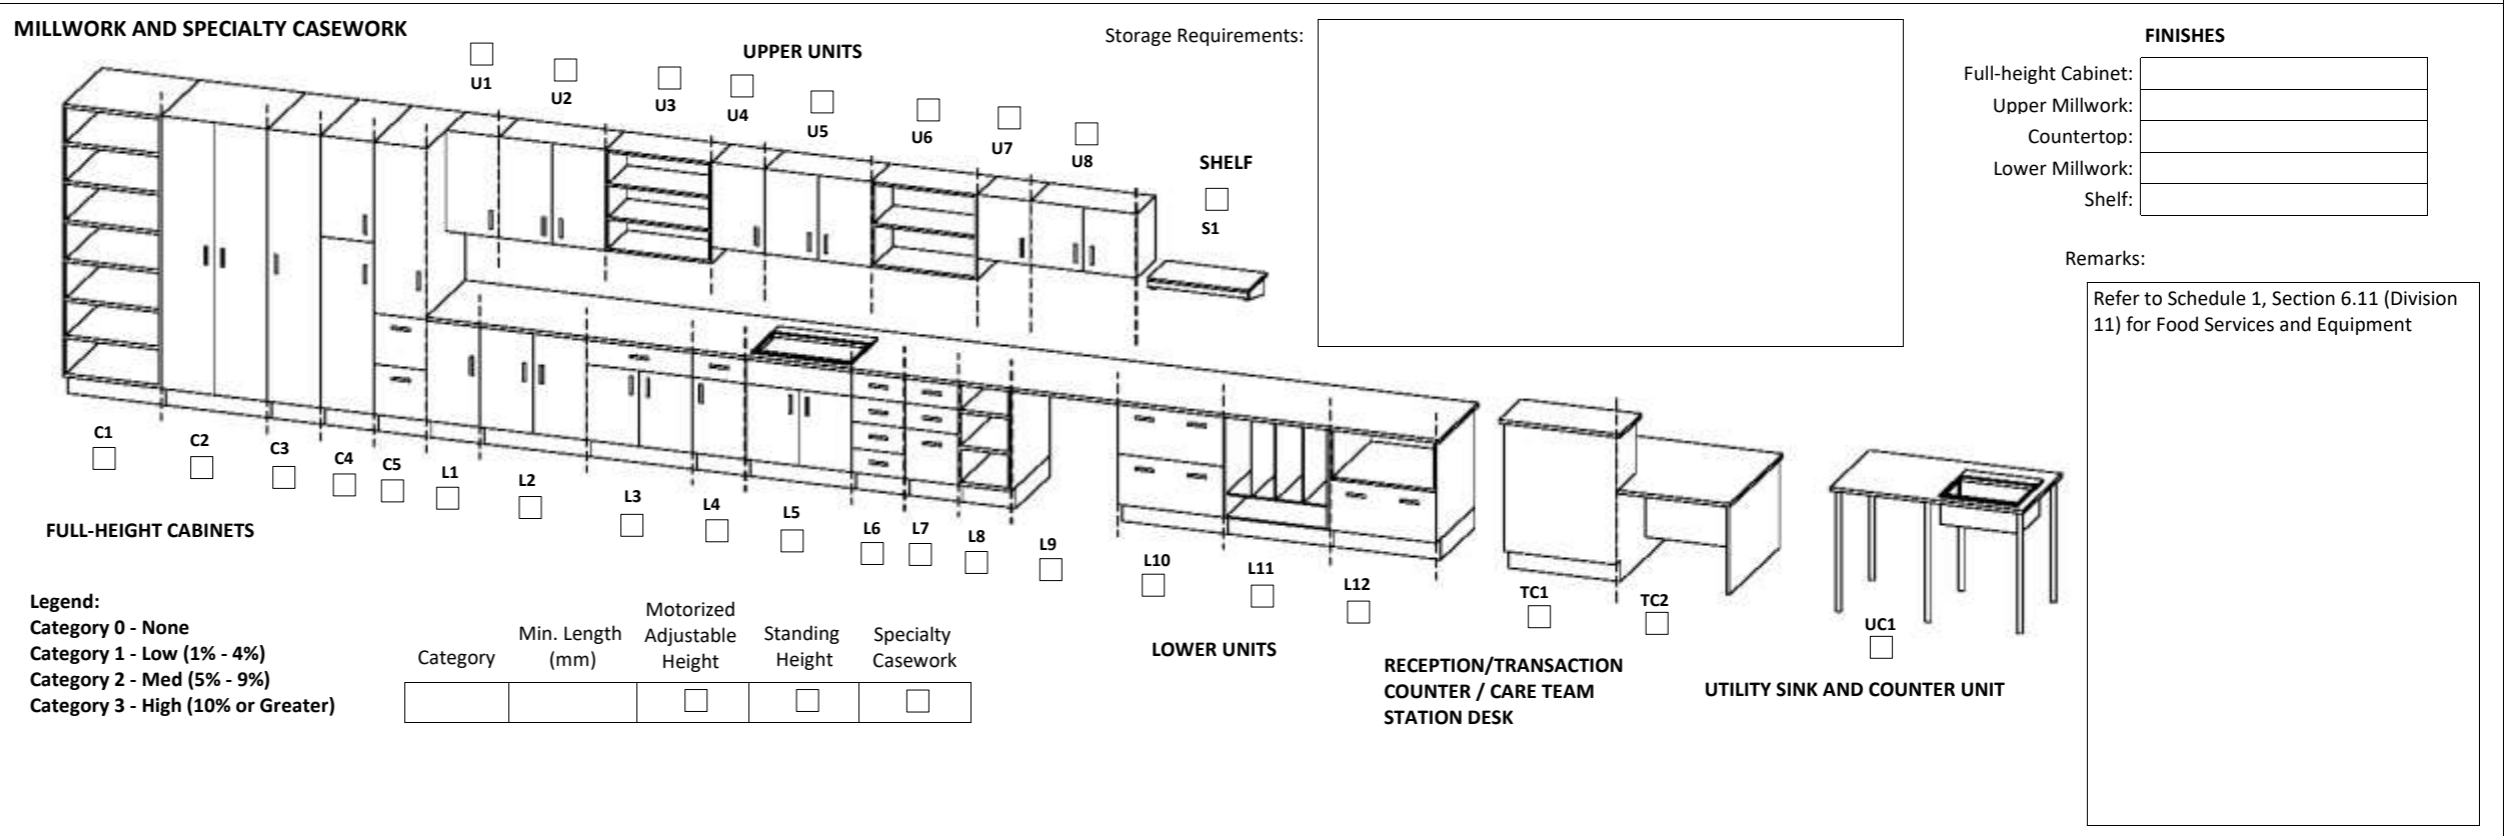 MILLWORK AND SPECIALTY CASEWORK
UPPER UNITS
U1
U2
U3
U4
U5
U6
U7
U8
SHELF
S1
Storage Requirements:
FINISHES
Full-height Cabinet:
Upper Millwork:
Countertop:
Lower Millwork:
Shelf:
Remarks:
Refer to Schedule 1, Section 6.11 (Division
11) for Food Services and Equipment
C1
C2
C3
C4
C5
L1
L2
L3
L4
L5
L6
L7
L8
L9
L10
L11
L12
TC1
TC2
UC1
FULL-HEIGHT CABINETS
LOWER UNITS
RECEPTION/TRANSACTION
COUNTER / CARE TEAM
STATION DESK
UTILITY SINK AND COUNTER UNIT
Legend:
Category 0 - None
Category 1 - Low (1% - 4%)
Category 2 - Med (5% - 9%)
Category 3 - High (10% or Greater)
Category
Min. Length
(mm)
Motorized
Adjustable
Height
Standing
Height
Specialty
Casework